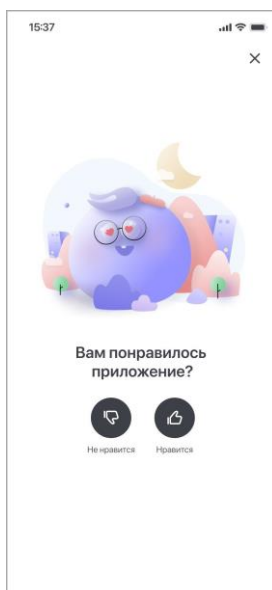 15:37
Вам понравилось
приложение?
Не нравится
Нравится